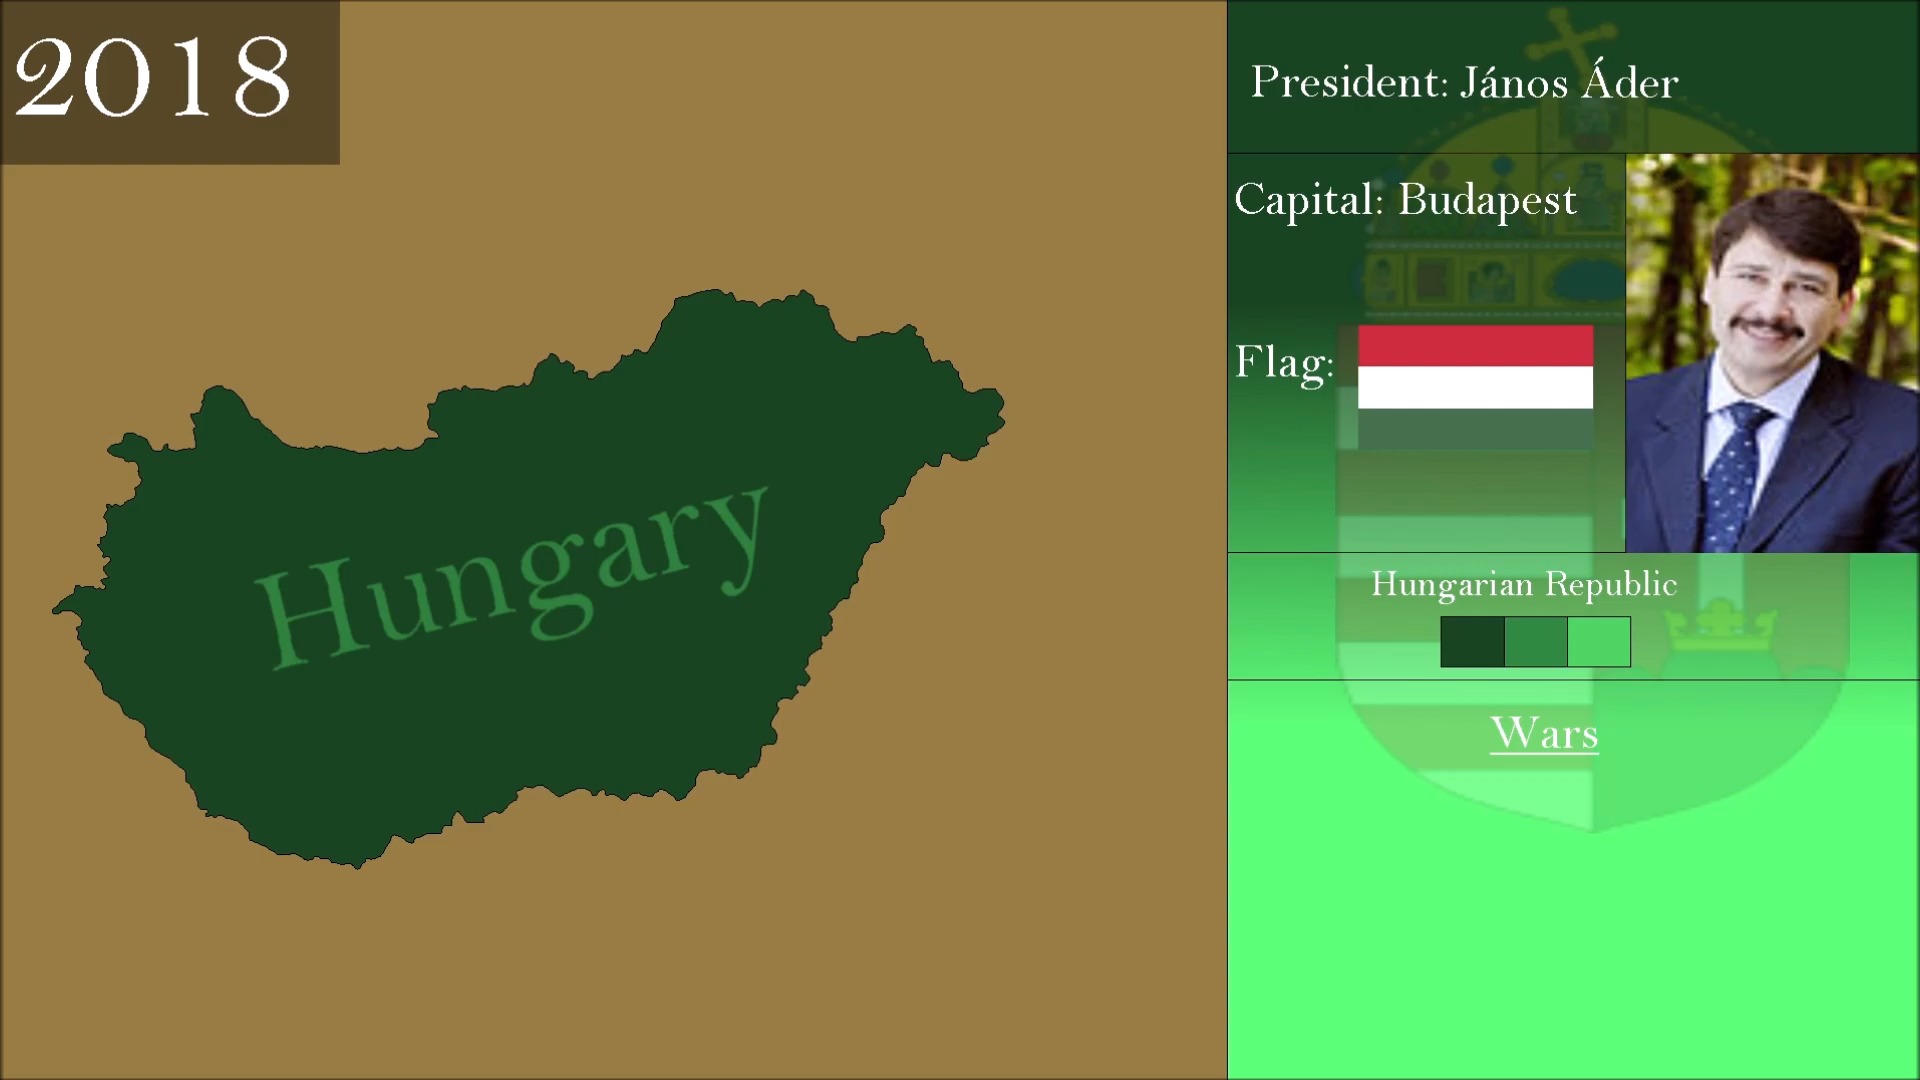 2018
President: János Áder
Capital: Budapest
Flag:
Hungary
Hungarian Republic
Wars